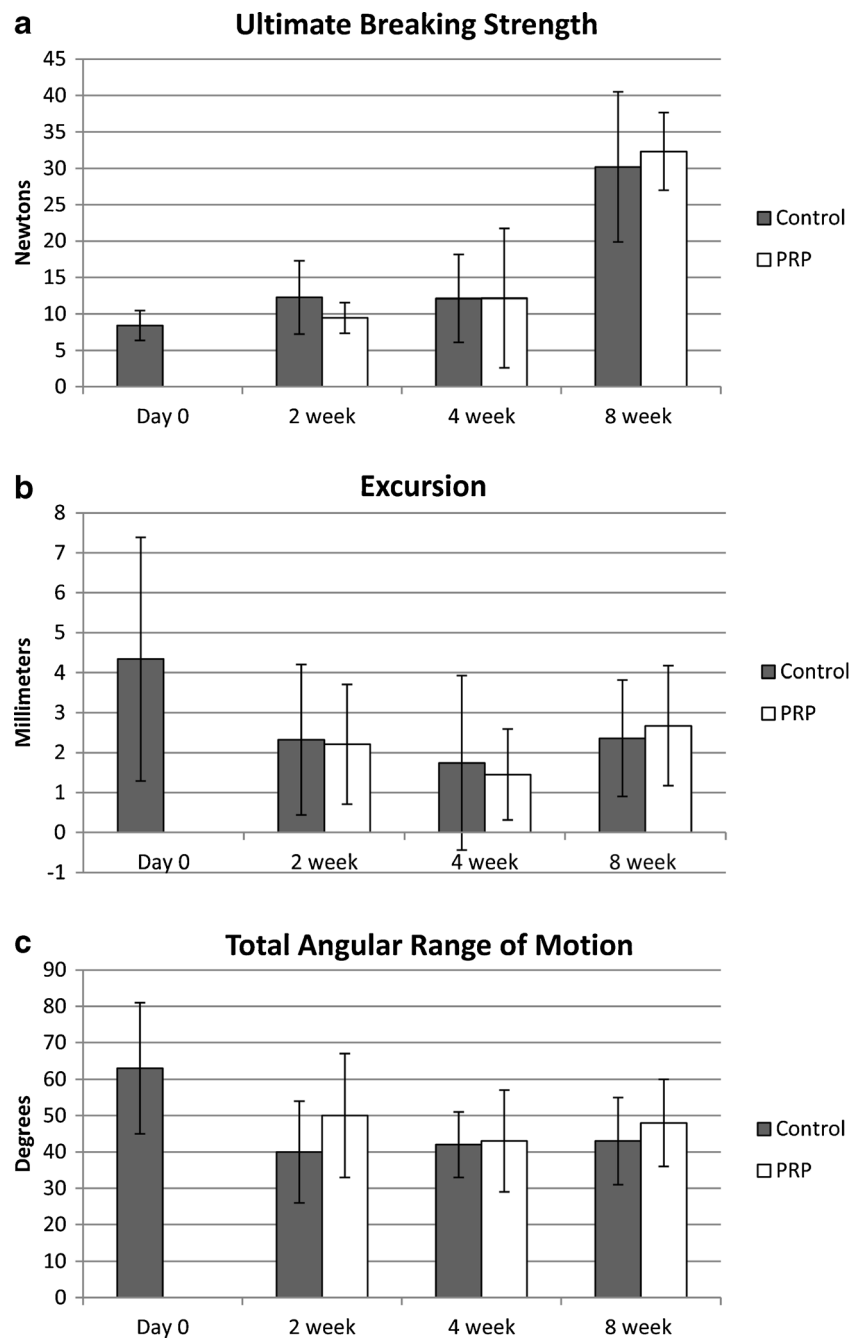 a
Ultimate Breaking Strength
45
40
35
30
25
20
15
10
5
0
Newtons
Day 0 2 week 4 week 8 week
Control
PRP
b
Excursion
8
7
6
5
4
3
2
1
0
-1
Millimeters
Day 0 2 week 4 week 8 week
Control
PRP
c
Total Angular Range of Motion
90
80
70
60
50
40
30
20
10
0
Degrees
Day 0 2 week 4 week 8 week
Control
PRP